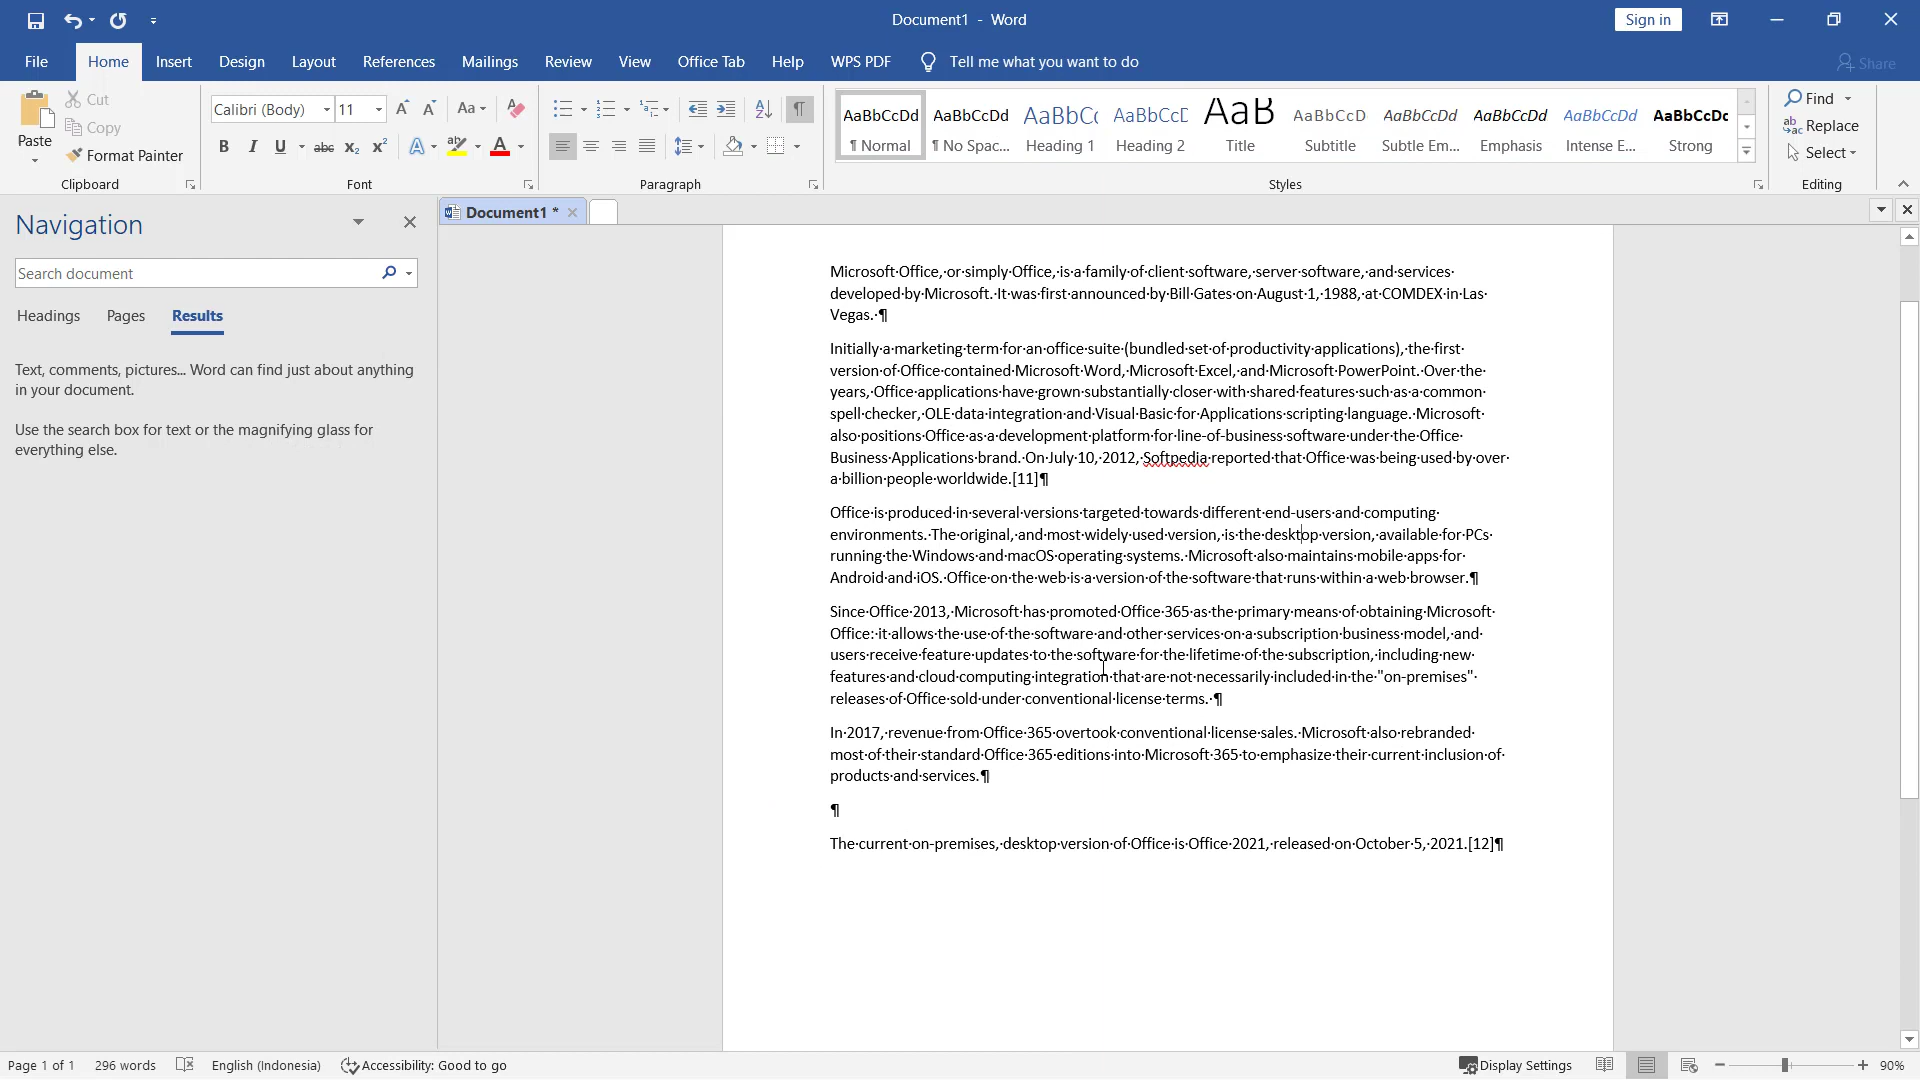 Document1 - Word
Sign in
File Home Insert Design Layout References Mailings Review View Office Tab Help WPS PDF Tell me what you want to do Share
Paste
Cut
Copy
Format Painter
Clipboard
Calibri (Body) 11
Font
Paragraph
AaBbCcDd AaBbCcDd AaBbCc AaBbCcD AaB AaBbCcD AaBbCcDd AaBbCcDd AaBbCcDd AaBbCcDc
¶ Normal ¶ No Spac... Heading 1 Heading 2 Title Subtitle Subtle Em... Emphasis Intense E... Strong
Styles
Find
Replace
Select
Editing
Navigation
Search document
Headings Pages Results
Text, comments, pictures... Word can find just about anything
in your document.
Use the search box for text or the magnifying glass for
everything else.
Document1 *
Microsoft·Office,·or·simply·Office,·is·a·family·of·client·software,·server·software,·and·services·
developed·by·Microsoft.·It·was·first·announced·by·Bill·Gates·on·August·1,·1988,·at·COMDEX·in·Las·
Vegas.·¶
Initially·a·marketing·term·for·an·office·suite·(bundled·set·of·productivity·applications),·the·first·
version·of·Office·contained·Microsoft·Word,·Microsoft·Excel,·and·Microsoft·PowerPoint.·Over·the·
years,·Office·applications·have·grown·substantially·closer·with·shared·features·such·as·a·common·
spell·checker,·OLE·data·integration·and·Visual·Basic·for·Applications·scripting·language.·Microsoft·
also·positions·Office·as·a·development·platform·for·line-of-business·software·under·the·Office·
Business·Applications·brand.·On·July·10,·2012,·Softpedia·reported·that·Office·was·being·used·by·over·
a·billion·people·worldwide.[11]¶
Office·is·produced·in·several·versions·targeted·towards·different·end-users·and·computing·
environments.·The·original,·and·most·widely·used·version,·is·the·desktop·version,·available·for·PCs·
running·the·Windows·and·macOS·operating·systems.·Microsoft·also·maintains·mobile·apps·for·
Android·and·iOS.·Office·on·the·web·is·a·version·of·the·software·that·runs·within·a·web·browser.¶
Since·Office·2013,·Microsoft·has·promoted·Office·365·as·the·primary·means·of·obtaining·Microsoft·
Office:·it·allows·the·use·of·the·software·and·other·services·on·a·subscription·business·model,·and·
users·receive·feature·updates·to·the·software·for·the·lifetime·of·the·subscription,·including·new·
features·and·cloud·computing·integration·that·are·not·necessarily·included·in·the·"on-premises"·
releases·of·Office·sold·under·conventional·license·terms.·¶
In·2017,·revenue·from·Office·365·overtook·conventional·license·sales.·Microsoft·also·rebranded·
most·of·their·standard·Office·365·editions·into·Microsoft·365·to·emphasize·their·current·inclusion·of·
products·and·services.¶
¶
The·current·on-premises,·desktop·version·of·Office·is·Office·2021,·released·on·October·5,·2021.[12]¶
Page 1 of 1 296 words English (Indonesia) Accessibility: Good to go Display Settings 90%